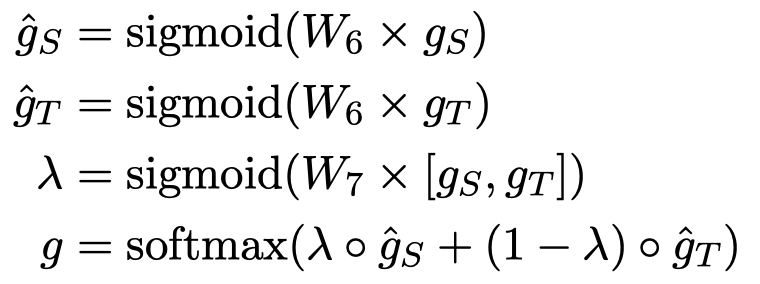 ĝ_S = sigmoid(W_6 × g_S)
ĝ_T = sigmoid(W_6 × g_T)
λ = sigmoid(W_7 × [g_S, g_T])
g = softmax(λ ∘ ĝ_S + (1 − λ) ∘ ĝ_T)